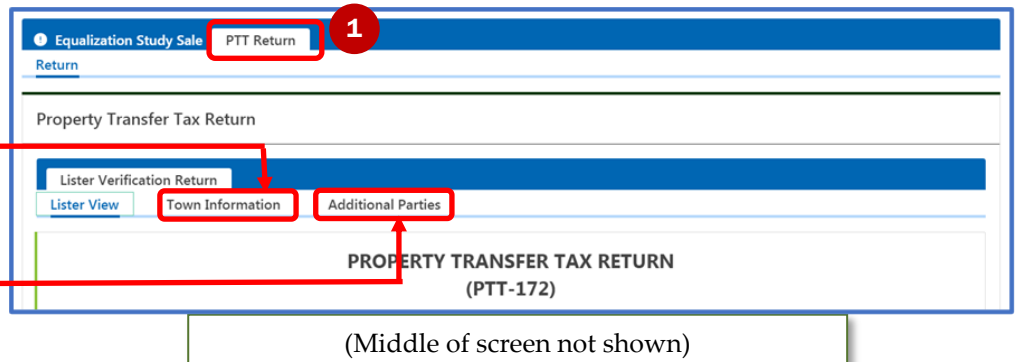 Equalization Study Sale PTT Return 1
Return
Property Transfer Tax Return
Lister Verification Return
Lister View Town Information Additional Parties
PROPERTY TRANSFER TAX RETURN
(PTT-172)
(Middle of screen not shown)